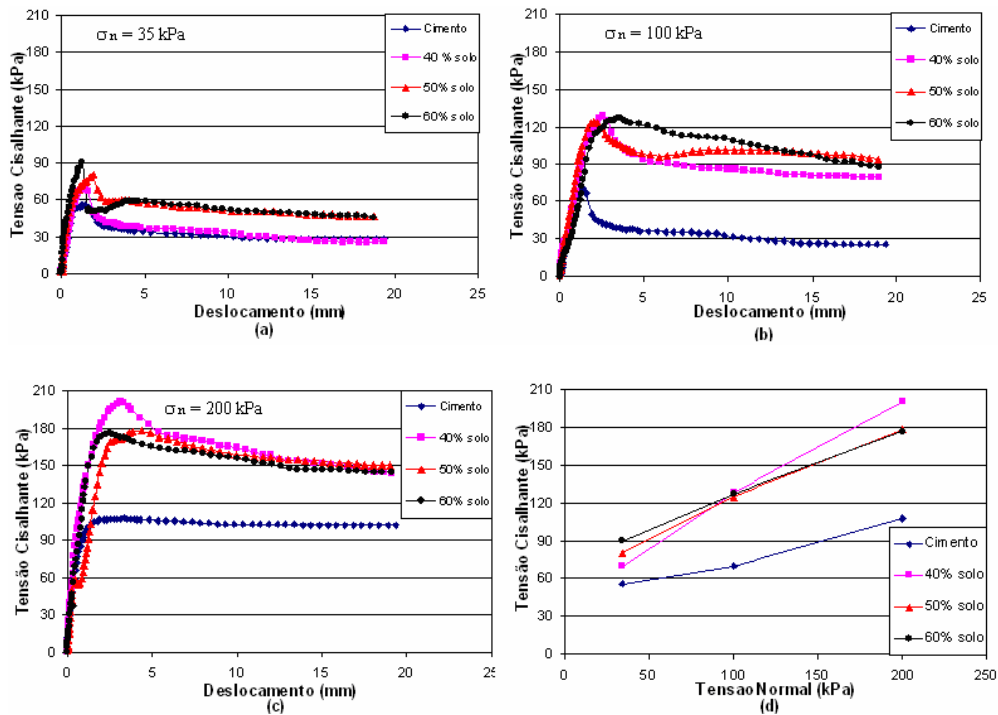 σn = 35 kPa
Tensão Cisalhante (kPa)
210
180
150
120
90
60
30
0
0
5
10
15
20
25
Deslocamento (mm)
(a)
Cimento
40 % solo
50% solo
60% solo
σn = 100 kPa
Tensão Cisalhante (kPa)
210
180
150
120
90
60
30
0
0
5
10
15
20
25
Deslocamento (mm)
(b)
Cimento
40% solo
50% solo
60% solo
σn = 200 kPa
Tensão Cisalhante (kPa)
210
180
150
120
90
60
30
0
0
5
10
15
20
25
Deslocamento (mm)
(c)
Cimento
40% solo
50% solo
60% solo
Tensão Cisalhante (kPa)
210
180
150
120
90
60
30
0
0
50
100
150
200
250
Tensao Normal (kPa)
(d)
Cimento
40% solo
50% solo
60% solo